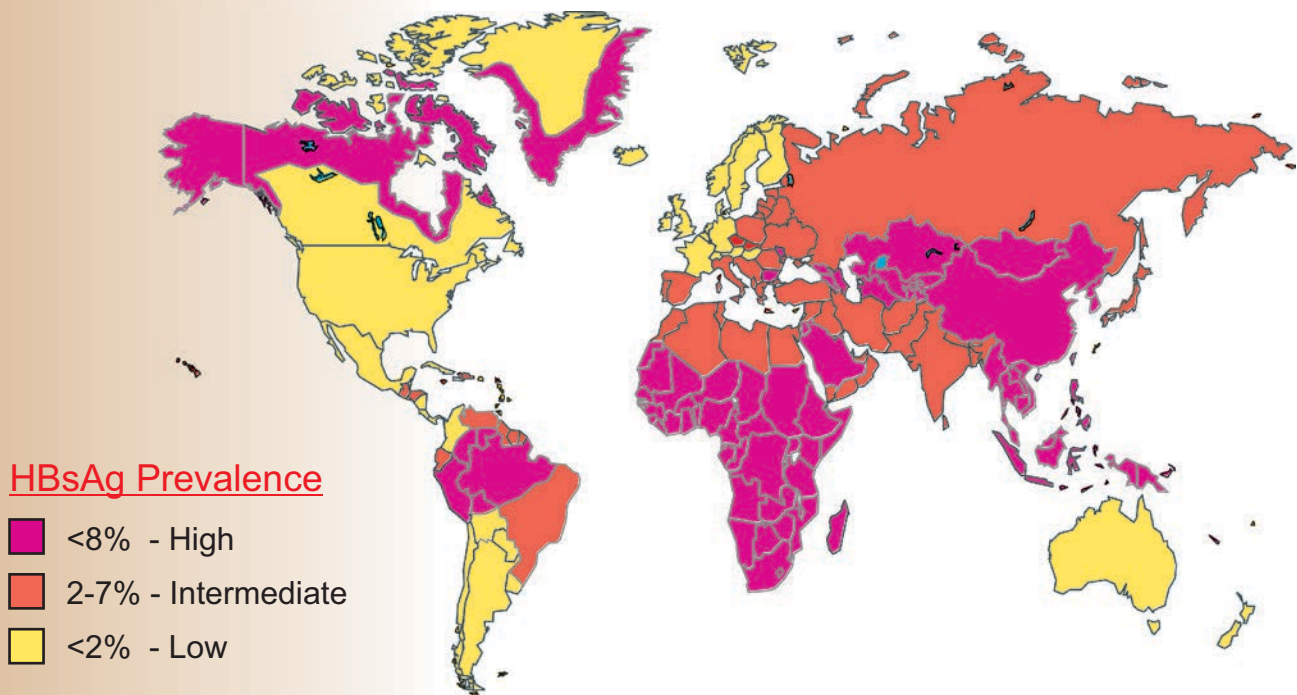 HBsAg Prevalence
<8% - High
2-7% - Intermediate
<2% - Low